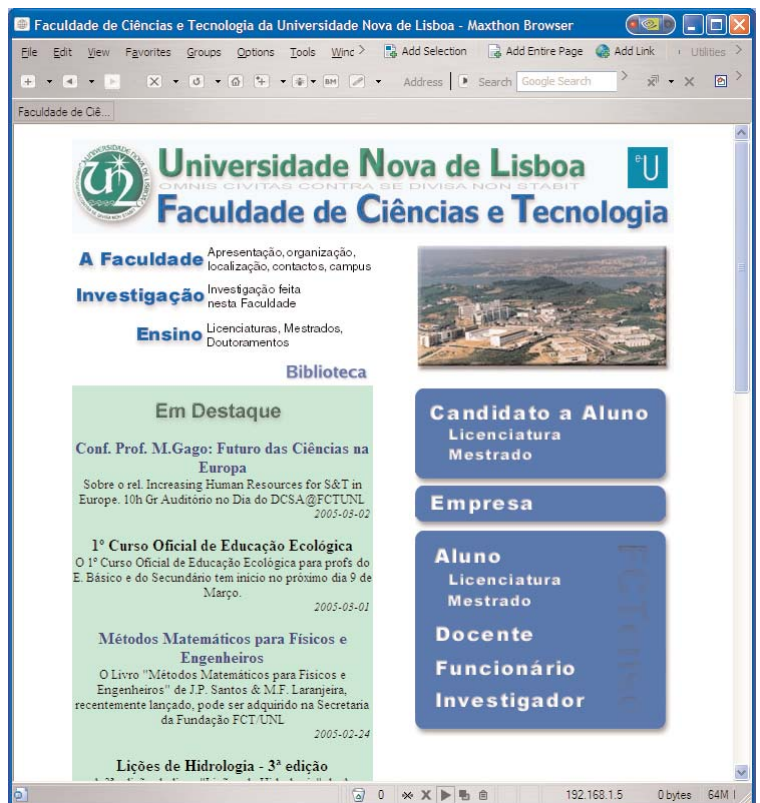 Faculdade de Ciências e Tecnologia da Universidade Nova de Lisboa - Maxthon Browser
File Edit View Favorites Groups Options Tools Winc > Add Selection Add Entire Page Add Link Utilities >
BM Address Search Google Search >
Faculdade de Ciê...
Universidade Nova de Lisboa
eU
OMNIS CIVITAS CONTRA SE DIVISA NON STABIT
Faculdade de Ciências e Tecnologia
A Faculdade Apresentação, organização,
localização, contactos, campus
Investigação Investigação feita
nesta Faculdade
Ensino Licenciaturas, Mestrados,
Doutoramentos
Biblioteca
Em Destaque
Conf. Prof. M.Gago: Futuro das Ciências na
Europa
Sobre o rel. Increasing Human Resources for S&T in
Europe. 10h Gr Auditório no Dia do DCSA@FCTUNL
2005-03-02
1º Curso Oficial de Educação Ecológica
O 1º Curso Oficial de Educação Ecológica para profs do
E. Básico e do Secundário tem inicio no próximo dia 9 de
Março.
2005-03-01
Métodos Matemáticos para Físicos e
Engenheiros
O Livro "Métodos Matemáticos para Fisicos e
Engenheiros" de J.P. Santos & M.F. Laranjeira,
recentemente lançado, pode ser adquirido na Secretaria
da Fundação FCT/UNL
2005-02-24
Lições de Hidrologia - 3ª edição
Candidato a Aluno
Licenciatura
Mestrado
Empresa
Aluno
Licenciatura
Mestrado
Docente
Funcionário
Investigador
0
192.168.1.5 0 bytes 64M